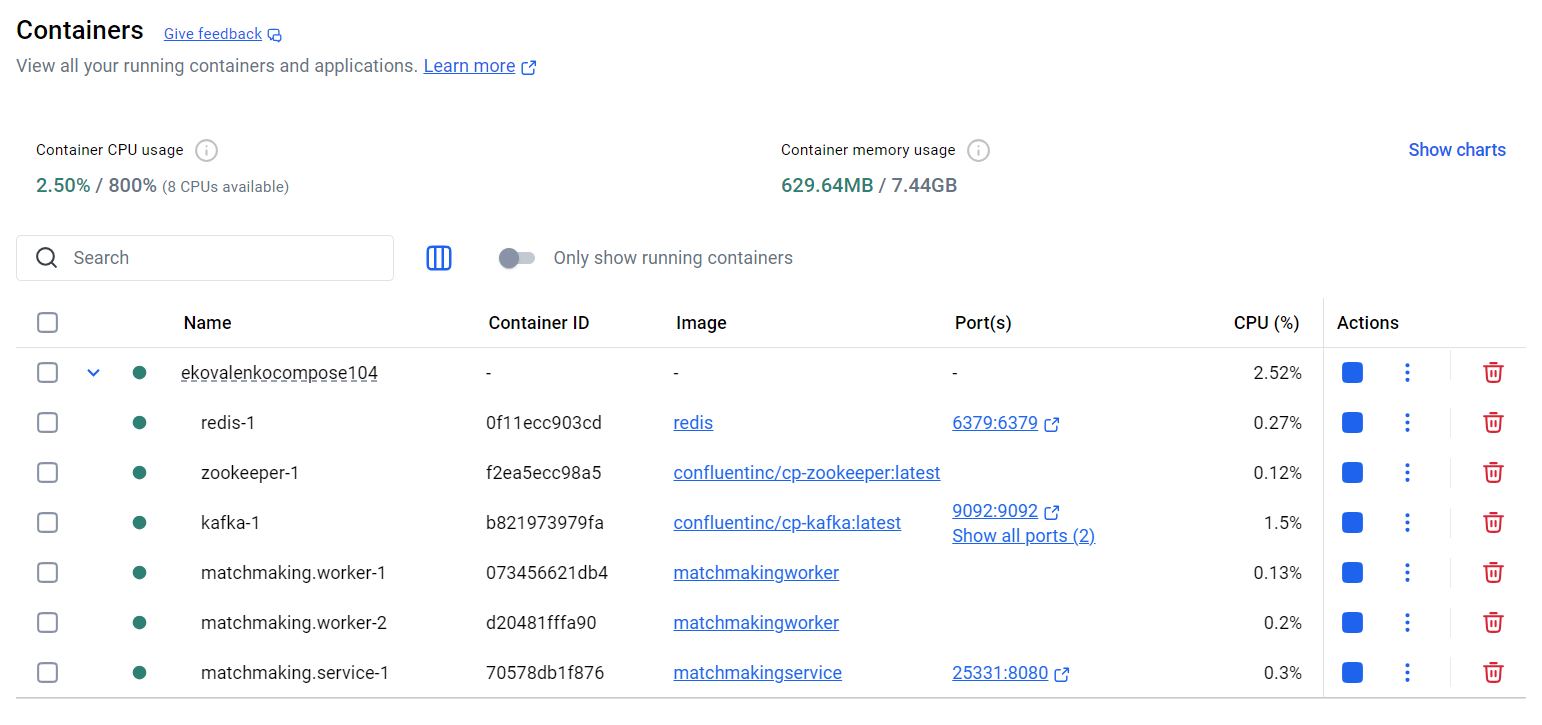 Containers Give feedback
View all your running containers and applications. Learn more
Container CPU usage
2.50% / 800% (8 CPUs available)
Container memory usage
629.64MB / 7.44GB
Show charts
Search
Only show running containers
Name Container ID Image Port(s) CPU (%) Actions
ekovalenkocompose104 - - - 2.52%
redis-1 0f11ecc903cd redis 6379:6379 0.27%
zookeeper-1 f2ea5ecc98a5 confluentinc/cp-zookeeper:latest 0.12%
kafka-1 b821973979fa confluentinc/cp-kafka:latest 9092:9092 1.5%
Show all ports (2)
matchmaking.worker-1 073456621db4 matchmakingworker 0.13%
matchmaking.worker-2 d20481fffa90 matchmakingworker 0.2%
matchmaking.service-1 70578db1f876 matchmakingservice 25331:8080 0.3%